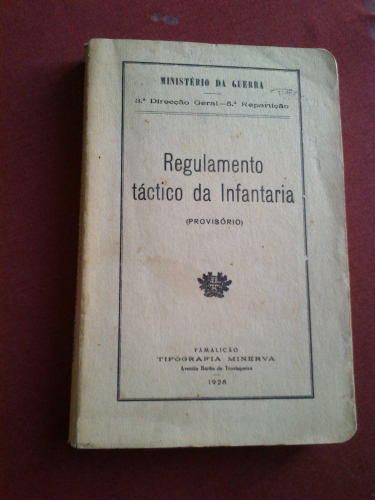 MINISTÉRIO DA GUERRA
3.ª Direcção Geral—5.ª Repartição
Regulamento
táctico da Infantaria
(PROVISÓRIO)
FAMALICÃO
TIPOGRAFIA MINERVA
Avenida Barão de Trovisqueira
1928